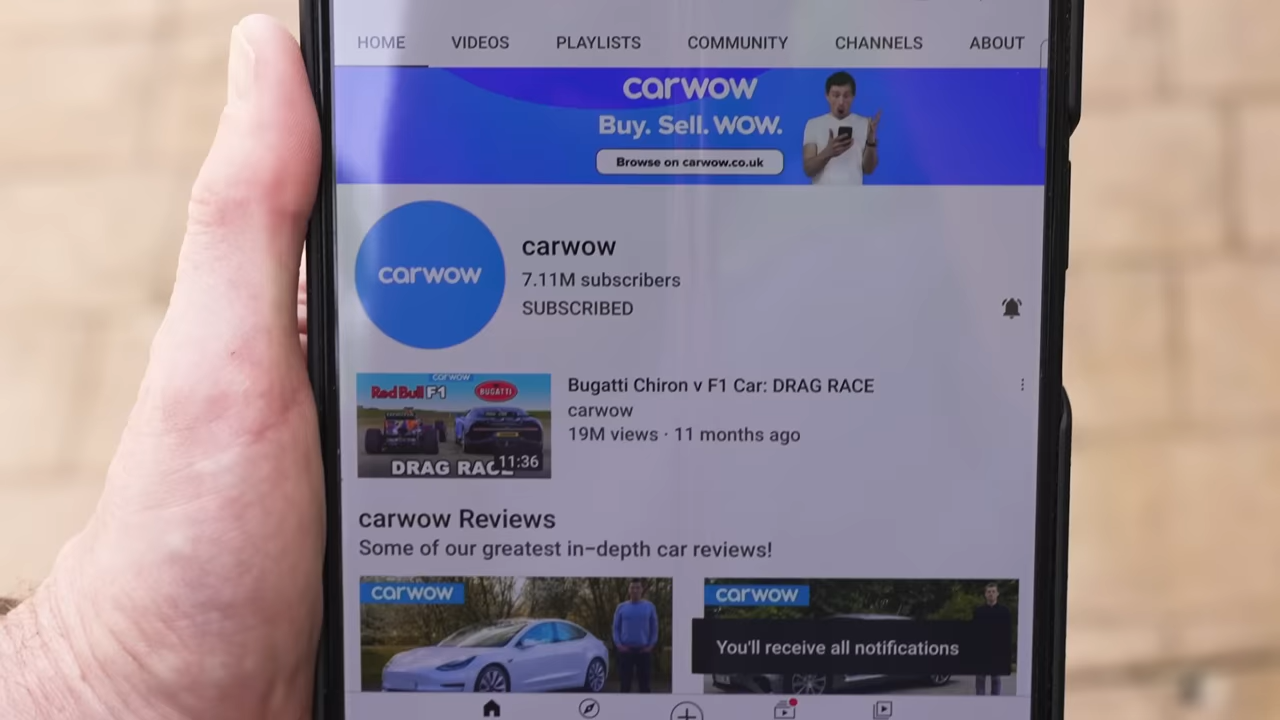 HOME VIDEOS PLAYLISTS COMMUNITY CHANNELS ABOUT
carwow
Buy. Sell. WOW.
Browse on carwow.co.uk
carwow
carwow
7.11M subscribers
SUBSCRIBED
carwow
Red Bull F1
BUGATTI
11:36
DRAG RAC
Bugatti Chiron v F1 Car: DRAG RACE
carwow
19M views · 11 months ago
carwow Reviews
Some of our greatest in-depth car reviews!
carwow
carwow
You'll receive all notifications